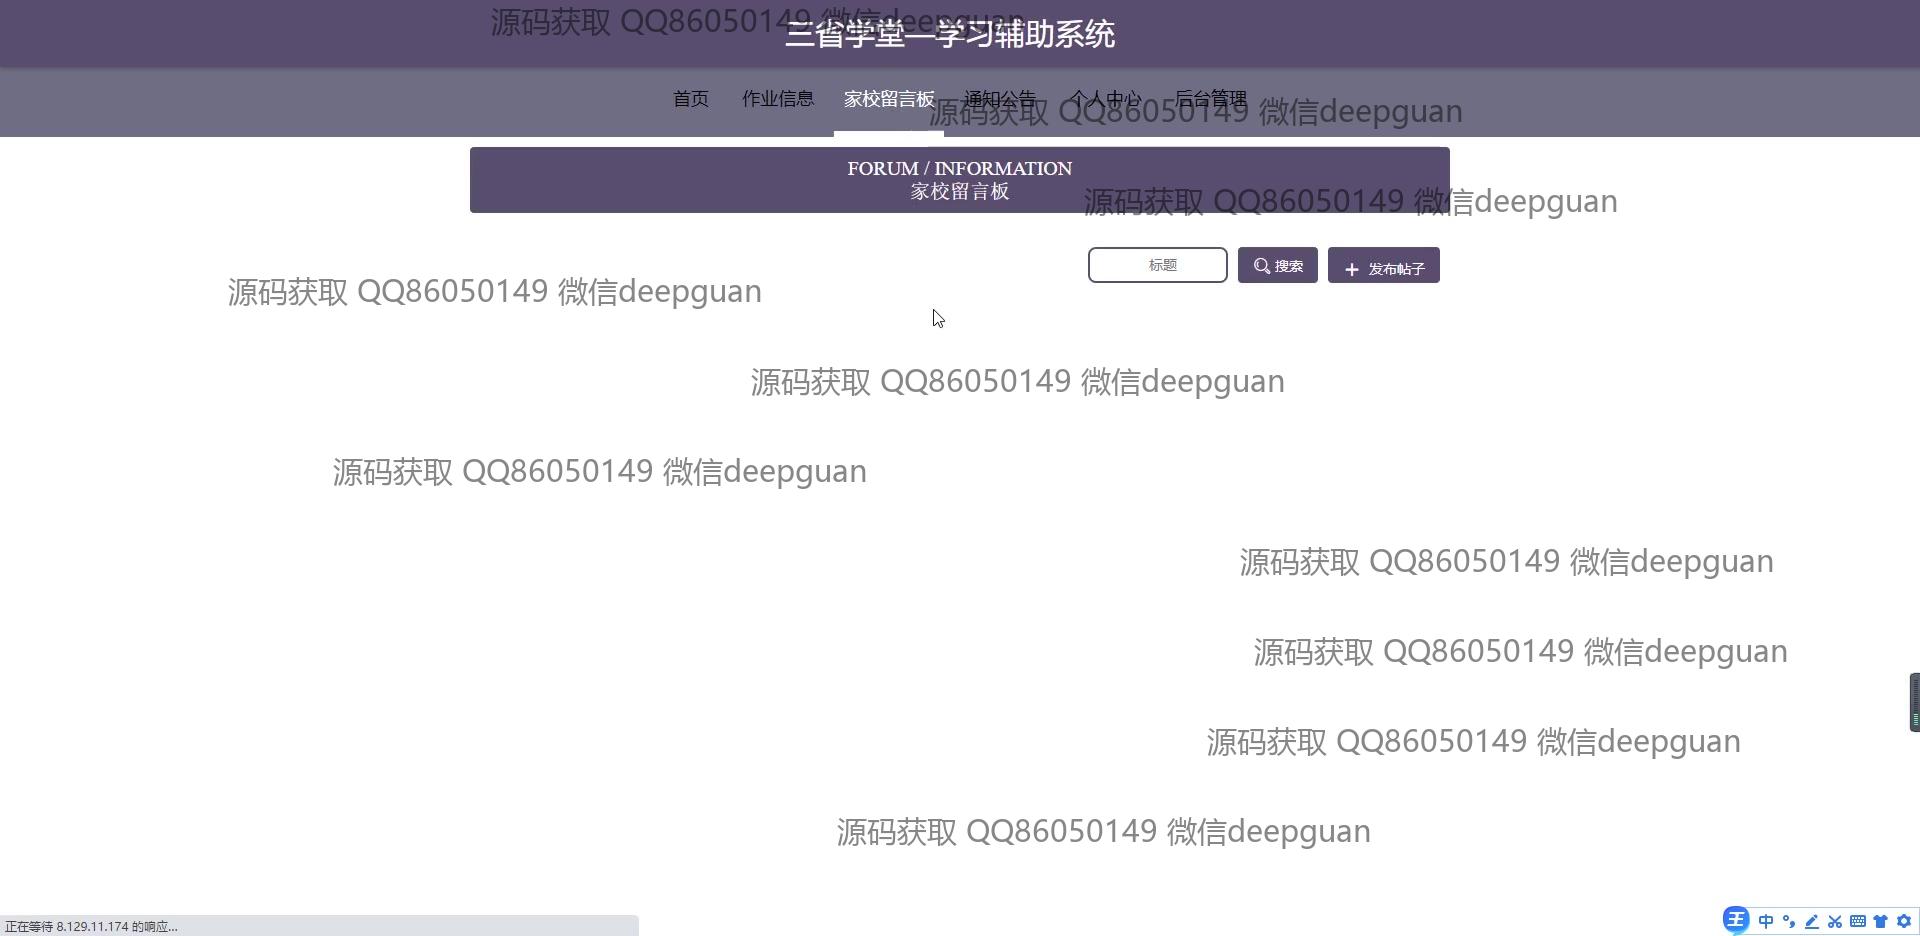 源码获取 QQ86050149 微信deepguan
三省学堂—学习辅助系统
首页 作业信息 家校留言板 通知公告 个人中心 后台管理
源码获取 QQ86050149 微信deepguan
FORUM / INFORMATION
家校留言板
源码获取 QQ86050149 微信deepguan
标题 搜索 + 发布帖子
源码获取 QQ86050149 微信deepguan
源码获取 QQ86050149 微信deepguan
源码获取 QQ86050149 微信deepguan
源码获取 QQ86050149 微信deepguan
源码获取 QQ86050149 微信deepguan
源码获取 QQ86050149 微信deepguan
源码获取 QQ86050149 微信deepguan
正在等待 8.129.11.174 的响应...
王 中